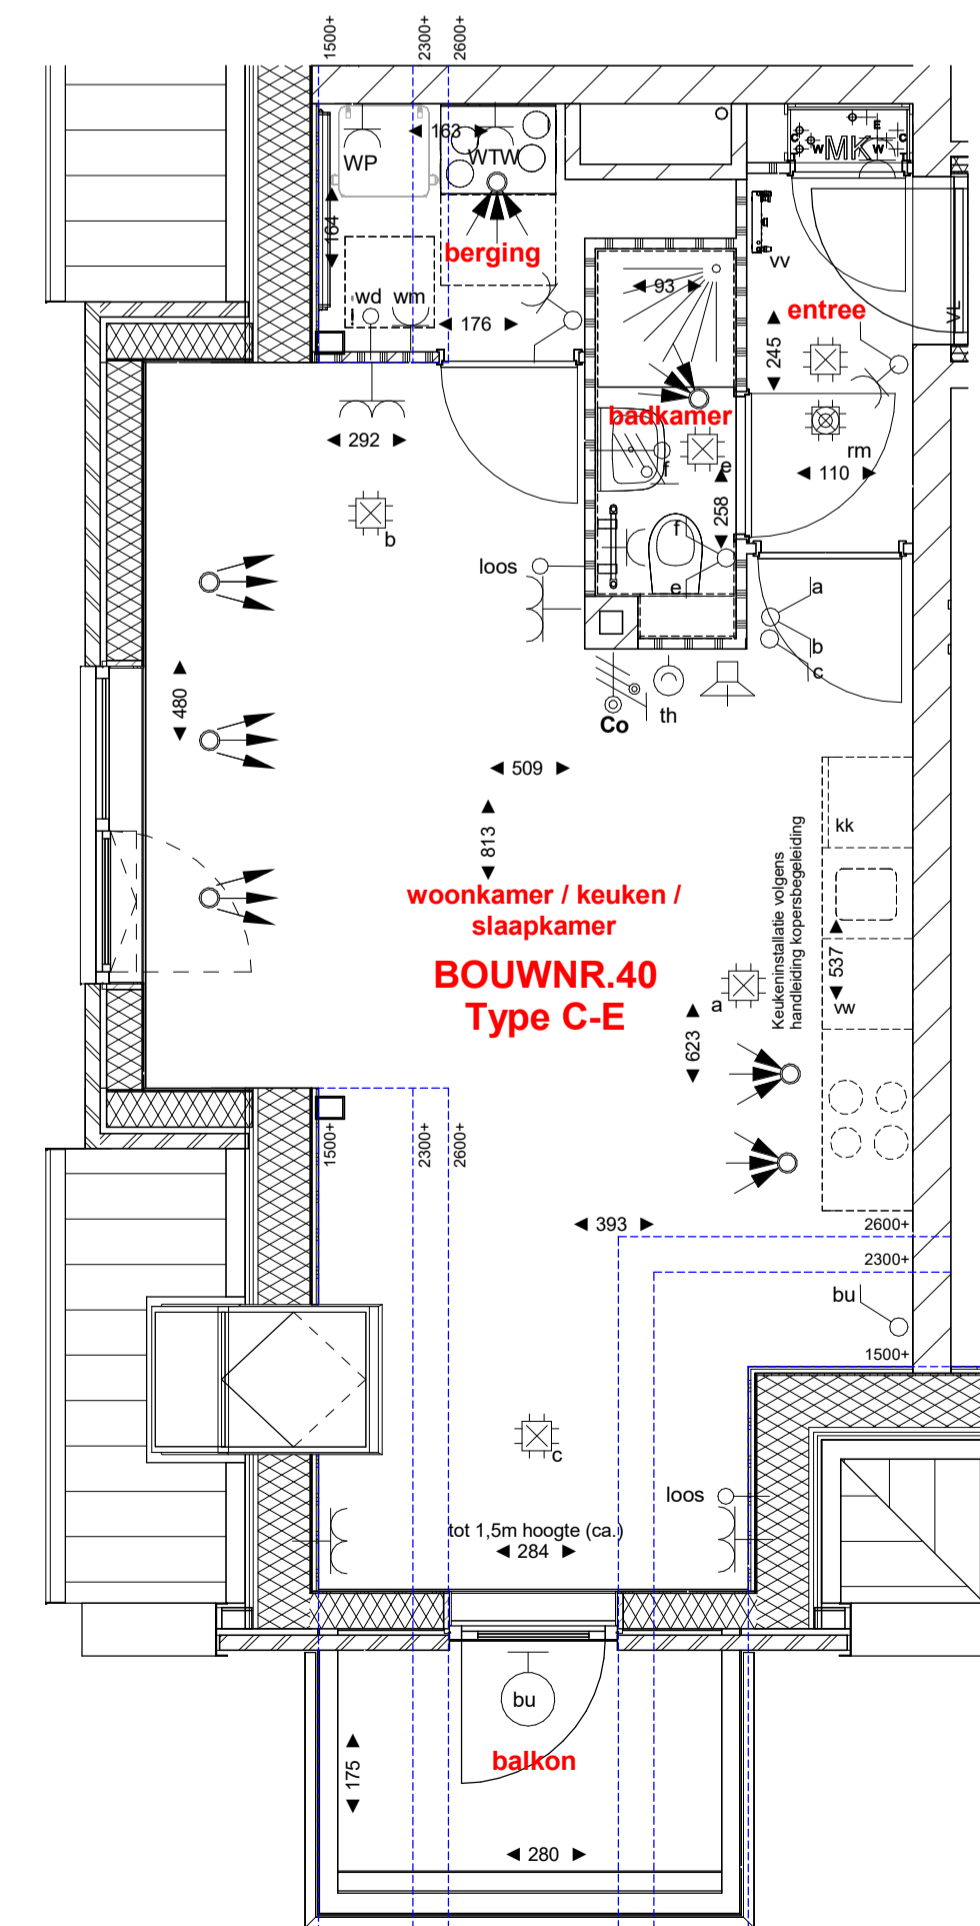 1500+
2300+
2600+
163
WP
WTW
MK
C
W
E
C
W
164
berging
vv
93
entree
VL
wd
wm
176
245
badkamer
292
f
e
rm
110
258
b
f
loos
e
a
b
c
480
Co
th
509
813
kk
woonkamer / keuken /
slaapkamer
BOUWNR.40
Type C-E
Keukeninstallatie volgens
handleiding kopersbegeleiding
537
a
vw
623
1500+
2300+
2600+
393
2600+
2300+
bu
1500+
c
loos
tot 1,5m hoogte (ca.)
284
bu
balkon
175
280